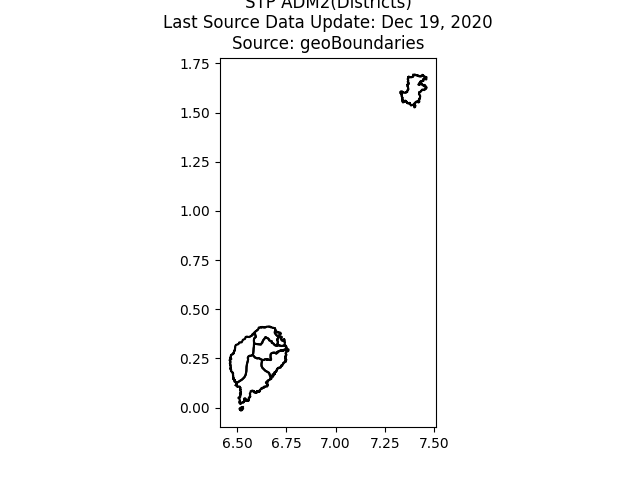 STP ADM2(Districts)
Last Source Data Update: Dec 19, 2020
Source: geoBoundaries
1.75
1.50
1.25
1.00
0.75
0.50
0.25
0.00
6.50 6.75 7.00 7.25 7.50